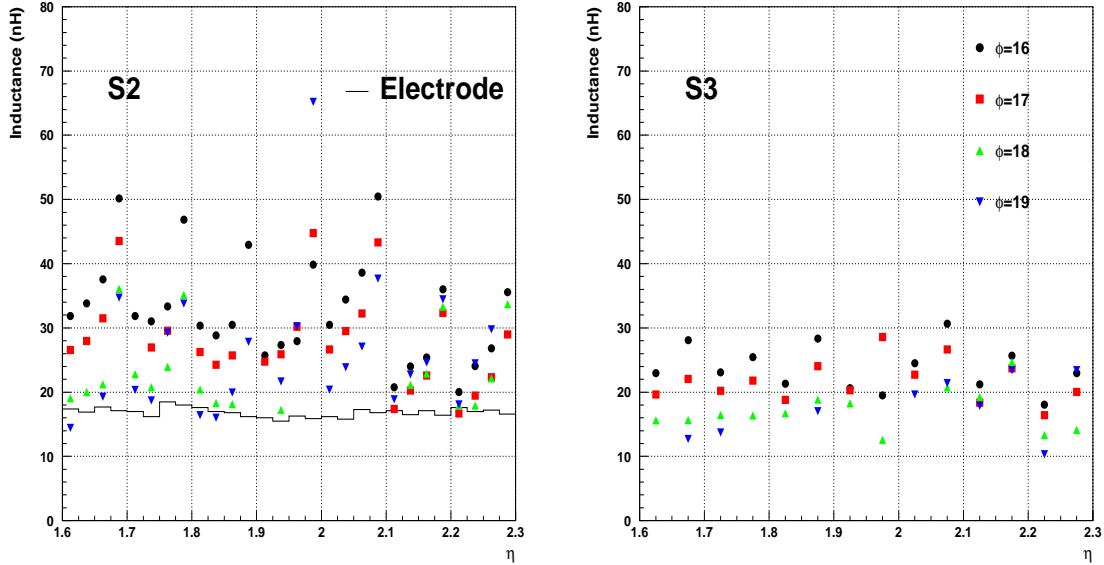 Inductance (nH)
80
70
60
50
40
30
20
10
0
S2
Electrode
1.6 1.7 1.8 1.9 2 2.1 2.2 2.3
η
Inductance (nH)
80
70
60
50
40
30
20
10
0
S3
ϕ=16
ϕ=17
ϕ=18
ϕ=19
1.6 1.7 1.8 1.9 2 2.1 2.2 2.3
η